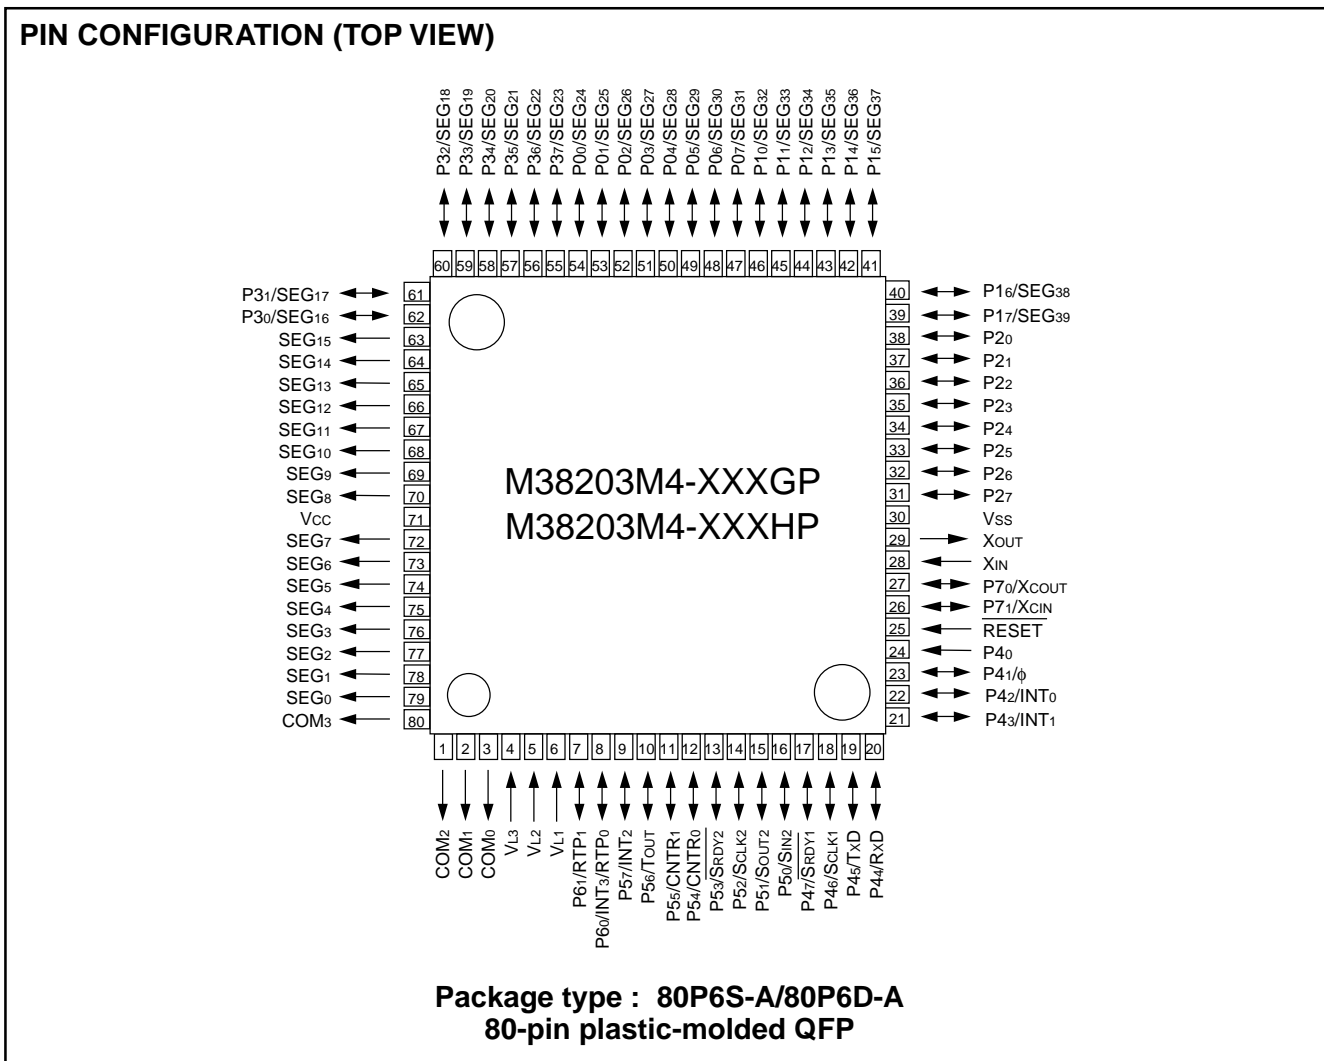 PIN CONFIGURATION (TOP VIEW)
P32/SEG18
P33/SEG19
P34/SEG20
P35/SEG21
P36/SEG22
P37/SEG23
P00/SEG24
P01/SEG25
P02/SEG26
P03/SEG27
P04/SEG28
P05/SEG29
P06/SEG30
P07/SEG31
P10/SEG32
P11/SEG33
P12/SEG34
P13/SEG35
P14/SEG36
P15/SEG37
60 59 58 57 56 55 54 53 52 51 50 49 48 47 46 45 44 43 42 41
P31/SEG17 61
P30/SEG16 62
SEG15 63
SEG14 64
SEG13 65
SEG12 66
SEG11 67
SEG10 68
SEG9 69
SEG8 70
VCC 71
SEG7 72
SEG6 73
SEG5 74
SEG4 75
SEG3 76
SEG2 77
SEG1 78
SEG0 79
COM3 80
M38203M4-XXXGP
M38203M4-XXXHP
40 P16/SEG38
39 P17/SEG39
38 P20
37 P21
36 P22
35 P23
34 P24
33 P25
32 P26
31 P27
30 VSS
29 XOUT
28 XIN
27 P70/XCOUT
26 P71/XCIN
25 RESET
24 P40
23 P41/ϕ
22 P42/INT0
21 P43/INT1
1 2 3 4 5 6 7 8 9 10 11 12 13 14 15 16 17 18 19 20
COM2
COM1
COM0
VL3
VL2
VL1
P61/RTP1
P60/INT3/RTP0
P57/INT2
P56/TOUT
P55/CNTR1
P54/CNTR0
P53/SRDY2
P52/SCLK2
P51/SOUT2
P50/SIN2
P47/SRDY1
P46/SCLK1
P45/TXD
P44/RXD
Package type : 80P6S-A/80P6D-A
80-pin plastic-molded QFP